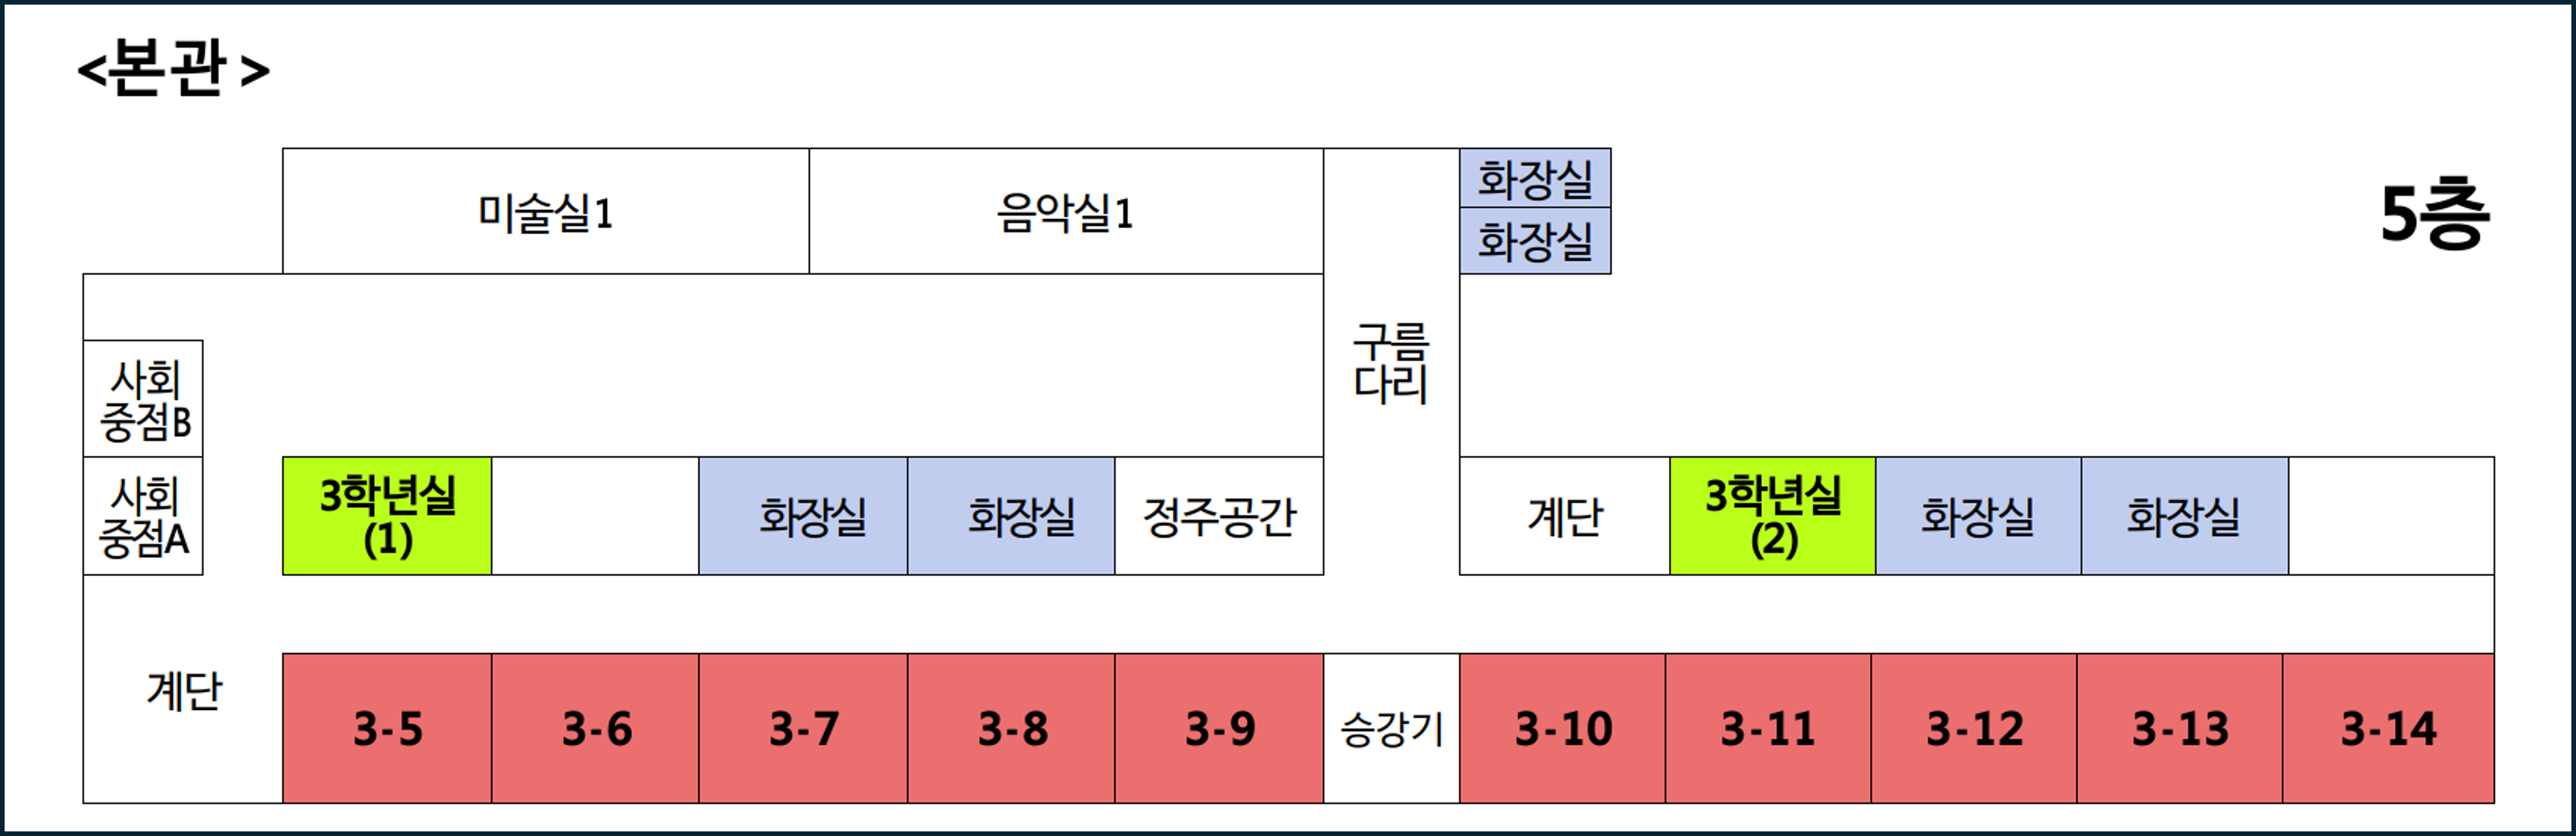 <본관>
5층
미술실1
음악실1
화장실
화장실
구름
다리
사회
중점B
사회
중점A
3학년실
(1)
화장실
화장실
정주공간
계단
3학년실
(2)
화장실
화장실
계단
3-5
3-6
3-7
3-8
3-9
승강기
3-10
3-11
3-12
3-13
3-14